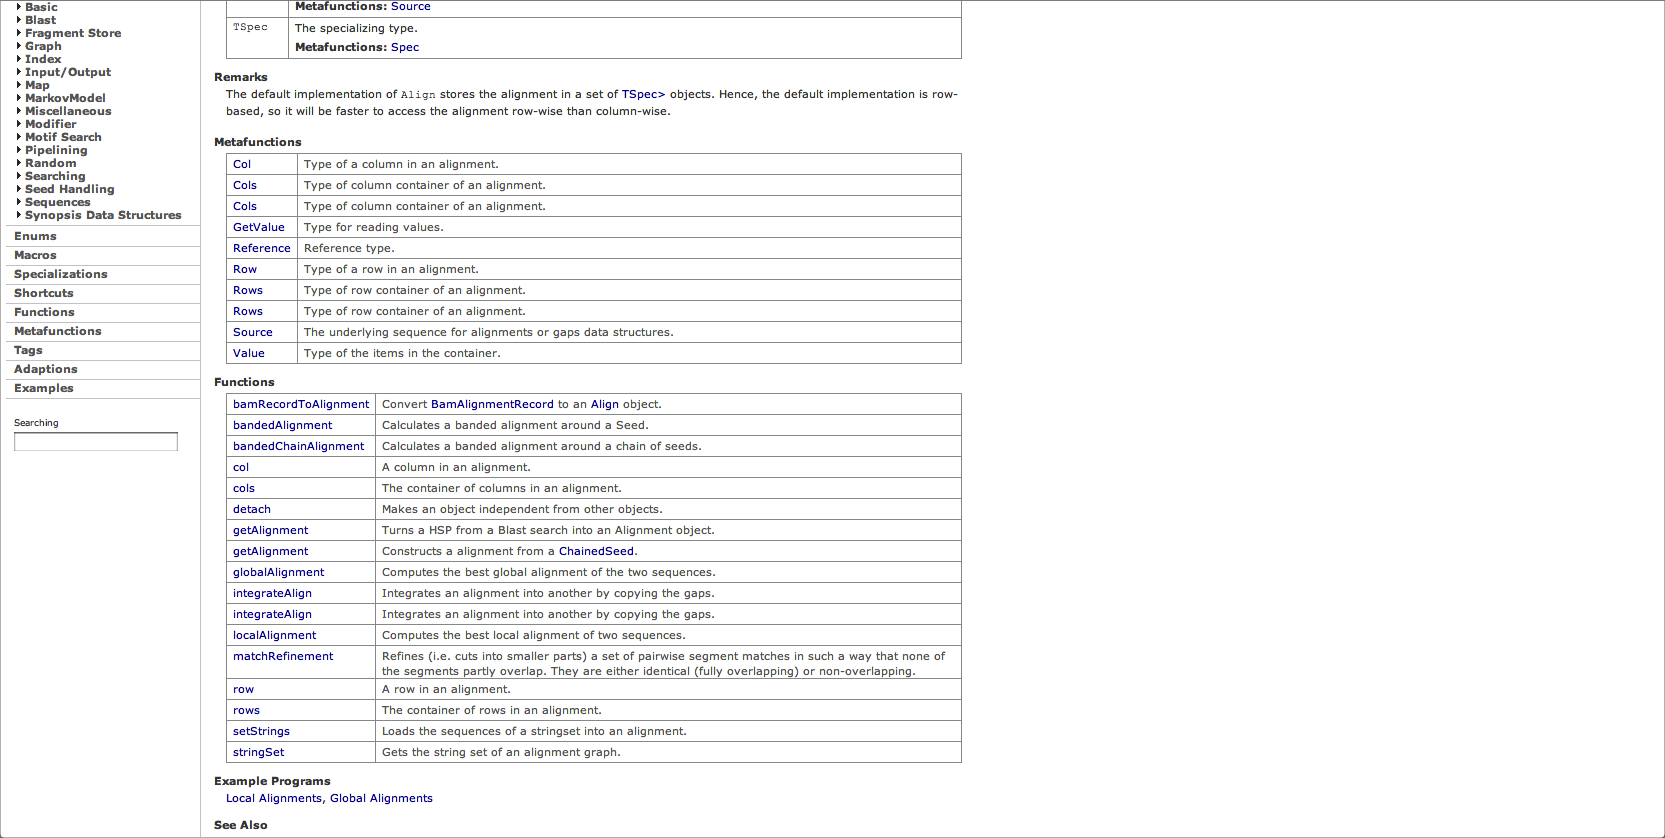 Basic
Blast
Fragment Store
Graph
Index
Input/Output
Map
MarkovModel
Miscellaneous
Modifier
Motif Search
Pipelining
Random
Searching
Seed Handling
Sequences
Synopsis Data Structures
Enums
Macros
Specializations
Shortcuts
Functions
Metafunctions
Tags
Adaptions
Examples
Searching
Metafunctions: Source
TSpec The specializing type.
Metafunctions: Spec
Remarks
The default implementation of Align stores the alignment in a set of TSpec> objects. Hence, the default implementation is row-
based, so it will be faster to access the alignment row-wise than column-wise.
Metafunctions
Col Type of a column in an alignment.
Cols Type of column container of an alignment.
Cols Type of column container of an alignment.
GetValue Type for reading values.
Reference Reference type.
Row Type of a row in an alignment.
Rows Type of row container of an alignment.
Rows Type of row container of an alignment.
Source The underlying sequence for alignments or gaps data structures.
Value Type of the items in the container.
Functions
bamRecordToAlignment Convert BamAlignmentRecord to an Align object.
bandedAlignment Calculates a banded alignment around a Seed.
bandedChainAlignment Calculates a banded alignment around a chain of seeds.
col A column in an alignment.
cols The container of columns in an alignment.
detach Makes an object independent from other objects.
getAlignment Turns a HSP from a Blast search into an Alignment object.
getAlignment Constructs a alignment from a ChainedSeed.
globalAlignment Computes the best global alignment of the two sequences.
integrateAlign Integrates an alignment into another by copying the gaps.
integrateAlign Integrates an alignment into another by copying the gaps.
localAlignment Computes the best local alignment of two sequences.
matchRefinement Refines (i.e. cuts into smaller parts) a set of pairwise segment matches in such a way that none of
the segments partly overlap. They are either identical (fully overlapping) or non-overlapping.
row A row in an alignment.
rows The container of rows in an alignment.
setStrings Loads the sequences of a stringset into an alignment.
stringSet Gets the string set of an alignment graph.
Example Programs
Local Alignments, Global Alignments
See Also